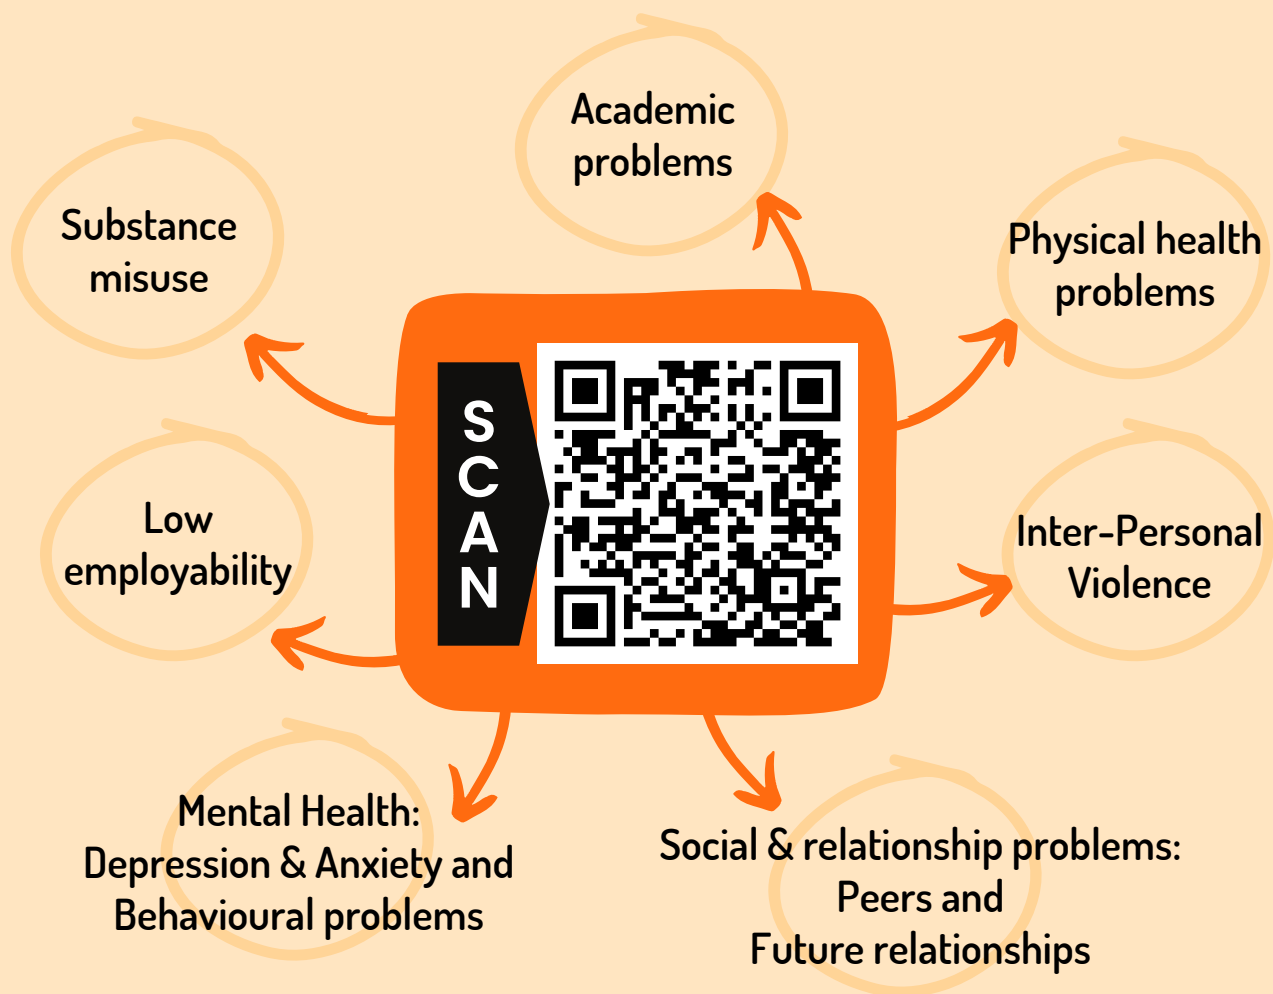 Academic
problems
Substance
misuse
Physical health
problems
S
C
A
N
Low
employability
Inter-Personal
Violence
Mental Health:
Depression & Anxiety and
Behavioural problems
Social & relationship problems:
Peers and
Future relationships